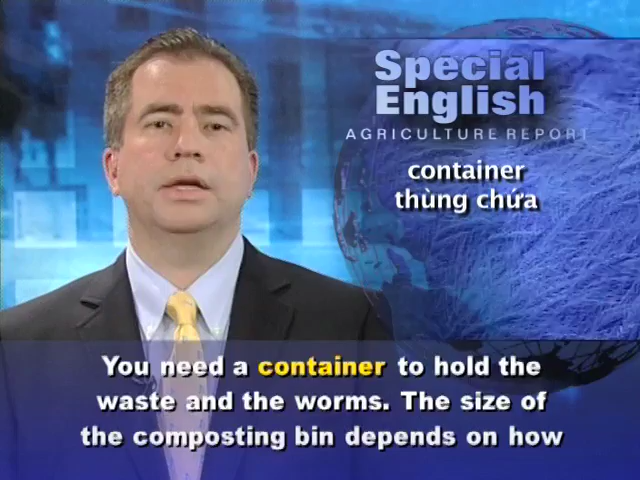 Special
English
AGRICULTURE REPORT
container
thùng chứa
You need a container to hold the
waste and the worms. The size of
the composting bin depends on how